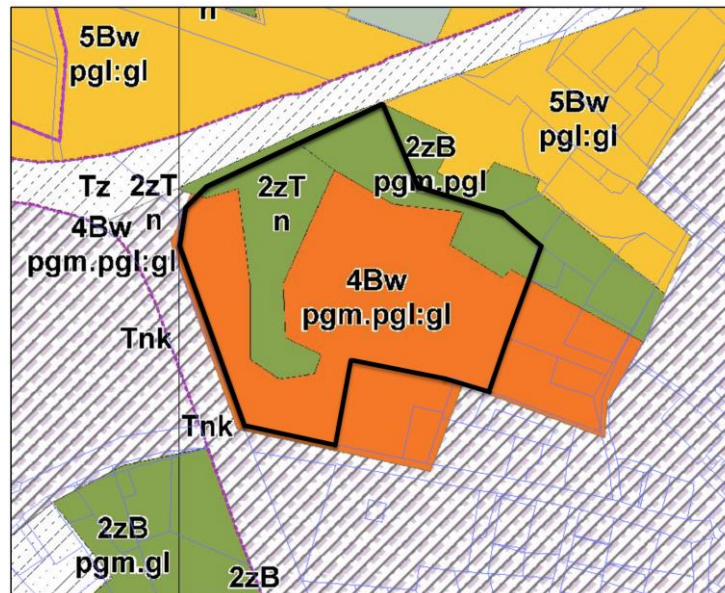 n
5Bw
pgl:gl
5Bw
pgl:gl
2zB
pgm.pgl
Tz
2zT
n
2zT
n
4Bw
pgm.pgl:gl
4Bw
pgm.pgl:gl
Tnk
Tnk
2zB
pgm.gl
2zB